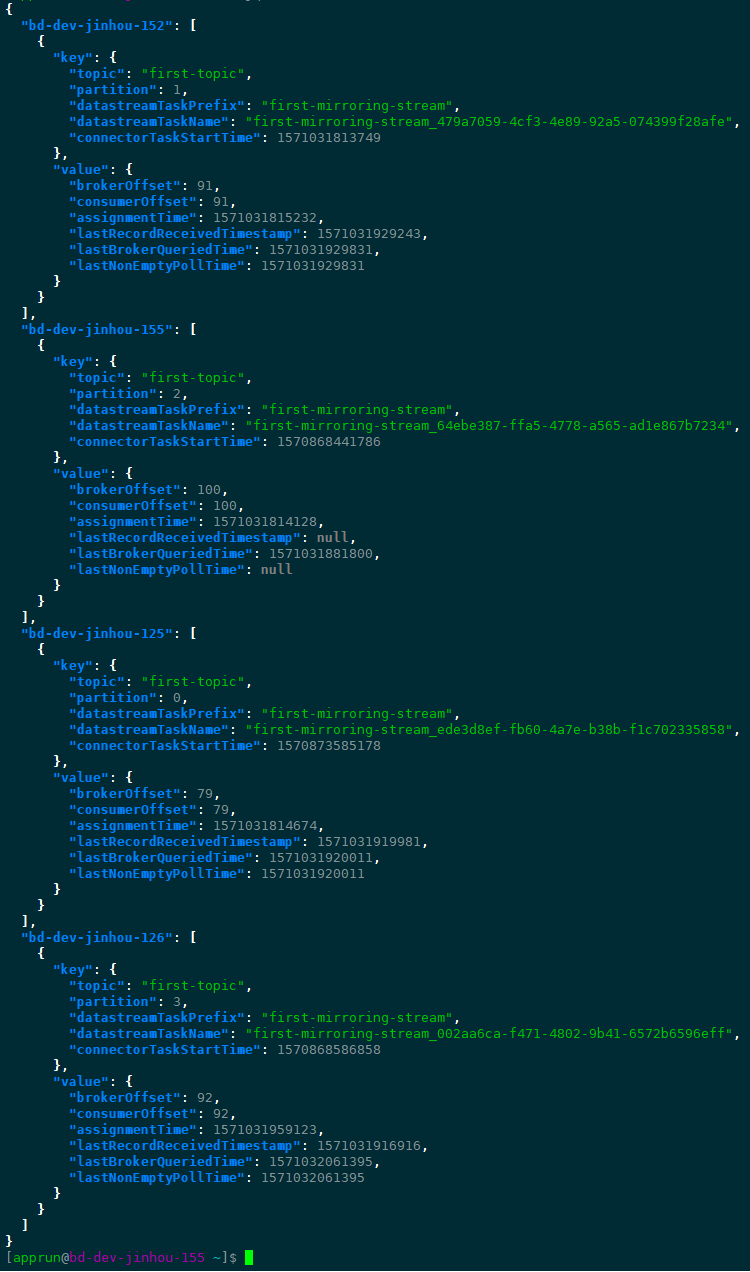 {
  "bd-dev-jinhou-152": [
    {
      "key": {
        "topic": "first-topic",
        "partition": 1,
        "datastreamTaskPrefix": "first-mirroring-stream",
        "datastreamTaskName": "first-mirroring-stream_479a7059-4cf3-4e89-92a5-074399f28afe",
        "connectorTaskStartTime": 1571031813749
      },
      "value": {
        "brokerOffset": 91,
        "consumerOffset": 91,
        "assignmentTime": 1571031815232,
        "lastRecordReceivedTimestamp": 1571031929243,
        "lastBrokerQueriedTime": 1571031929831,
        "lastNonEmptyPollTime": 1571031929831
      }
    }
  ],
  "bd-dev-jinhou-155": [
    {
      "key": {
        "topic": "first-topic",
        "partition": 2,
        "datastreamTaskPrefix": "first-mirroring-stream",
        "datastreamTaskName": "first-mirroring-stream_64ebe387-ffa5-4778-a565-ad1e867b7234",
        "connectorTaskStartTime": 1570868441786
      },
      "value": {
        "brokerOffset": 100,
        "consumerOffset": 100,
        "assignmentTime": 1571031814128,
        "lastRecordReceivedTimestamp": null,
        "lastBrokerQueriedTime": 1571031881800,
        "lastNonEmptyPollTime": null
      }
    }
  ],
  "bd-dev-jinhou-125": [
    {
      "key": {
        "topic": "first-topic",
        "partition": 0,
        "datastreamTaskPrefix": "first-mirroring-stream",
        "datastreamTaskName": "first-mirroring-stream_ede3d8ef-fb60-4a7e-b38b-f1c702335858",
        "connectorTaskStartTime": 1570873585178
      },
      "value": {
        "brokerOffset": 79,
        "consumerOffset": 79,
        "assignmentTime": 1571031814674,
        "lastRecordReceivedTimestamp": 1571031919981,
        "lastBrokerQueriedTime": 1571031920011,
        "lastNonEmptyPollTime": 1571031920011
      }
    }
  ],
  "bd-dev-jinhou-126": [
    {
      "key": {
        "topic": "first-topic",
        "partition": 3,
        "datastreamTaskPrefix": "first-mirroring-stream",
        "datastreamTaskName": "first-mirroring-stream_002aa6ca-f471-4802-9b41-6572b6596eff",
        "connectorTaskStartTime": 1570868586858
      },
      "value": {
        "brokerOffset": 92,
        "consumerOffset": 92,
        "assignmentTime": 1571031959123,
        "lastRecordReceivedTimestamp": 1571031916916,
        "lastBrokerQueriedTime": 1571032061395,
        "lastNonEmptyPollTime": 1571032061395
      }
    }
  ]
}
[apprun@bd-dev-jinhou-155 ~]$